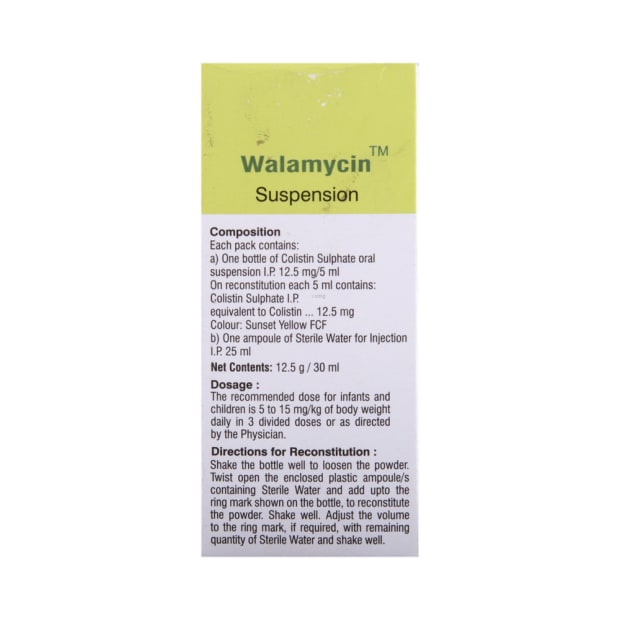 Walamycin™
Suspension
Composition
Each pack contains:
a) One bottle of Colistin Sulphate oral
suspension I.P. 12.5 mg/5 ml
On reconstitution each 5 ml contains:
Colistin Sulphate I.P.
equivalent to Colistin ... 12.5 mg
Colour: Sunset Yellow FCF
b) One ampoule of Sterile Water for Injection
I.P. 25 ml
Net Contents: 12.5 g / 30 ml
Dosage :
The recommended dose for infants and
children is 5 to 15 mg/kg of body weight
daily in 3 divided doses or as directed
by the Physician.
Directions for Reconstitution :
Shake the bottle well to loosen the powder.
Twist open the enclosed plastic ampoule/s
containing Sterile Water and add upto the
ring mark shown on the bottle, to reconstitute
the powder. Shake well. Adjust the volume
to the ring mark, if required, with remaining
quantity of Sterile Water and shake well.